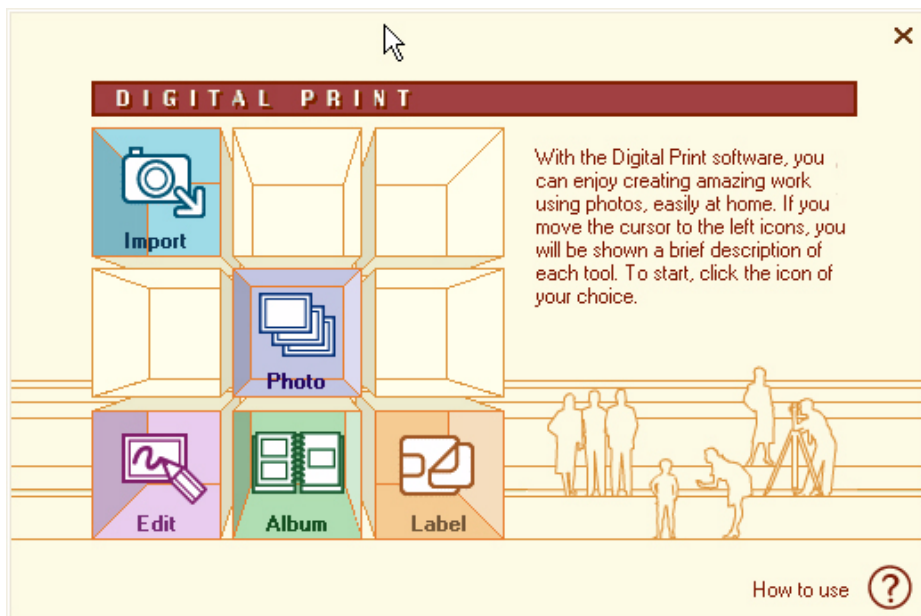 DIGITAL PRINT
Import
With the Digital Print software, you
can enjoy creating amazing work
using photos, easily at home. If you
move the cursor to the left icons, you
will be shown a brief description of
each tool. To start, click the icon of
your choice.
Photo
Edit
Album
Label
How to use ?